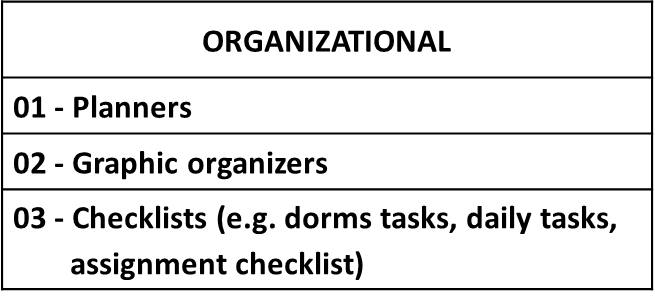 ORGANIZATIONAL
01 - Planners
02 - Graphic organizers
03 - Checklists (e.g. dorms tasks, daily tasks,
assignment checklist)